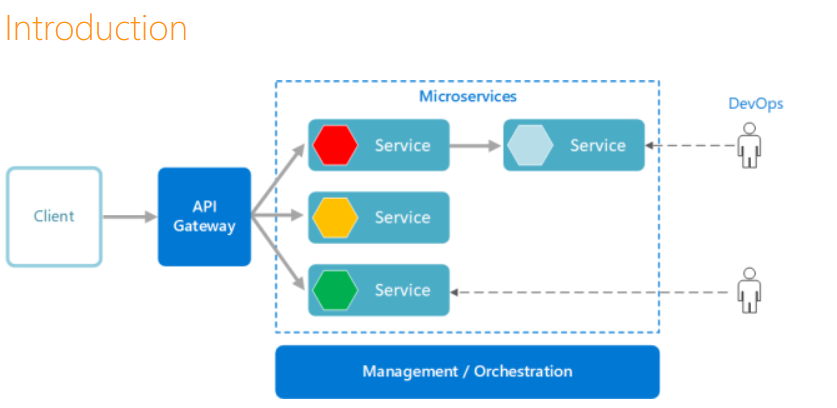 Introduction
Microservices
DevOps
Service
Service
Client
API
Gateway
Service
Service
Management / Orchestration